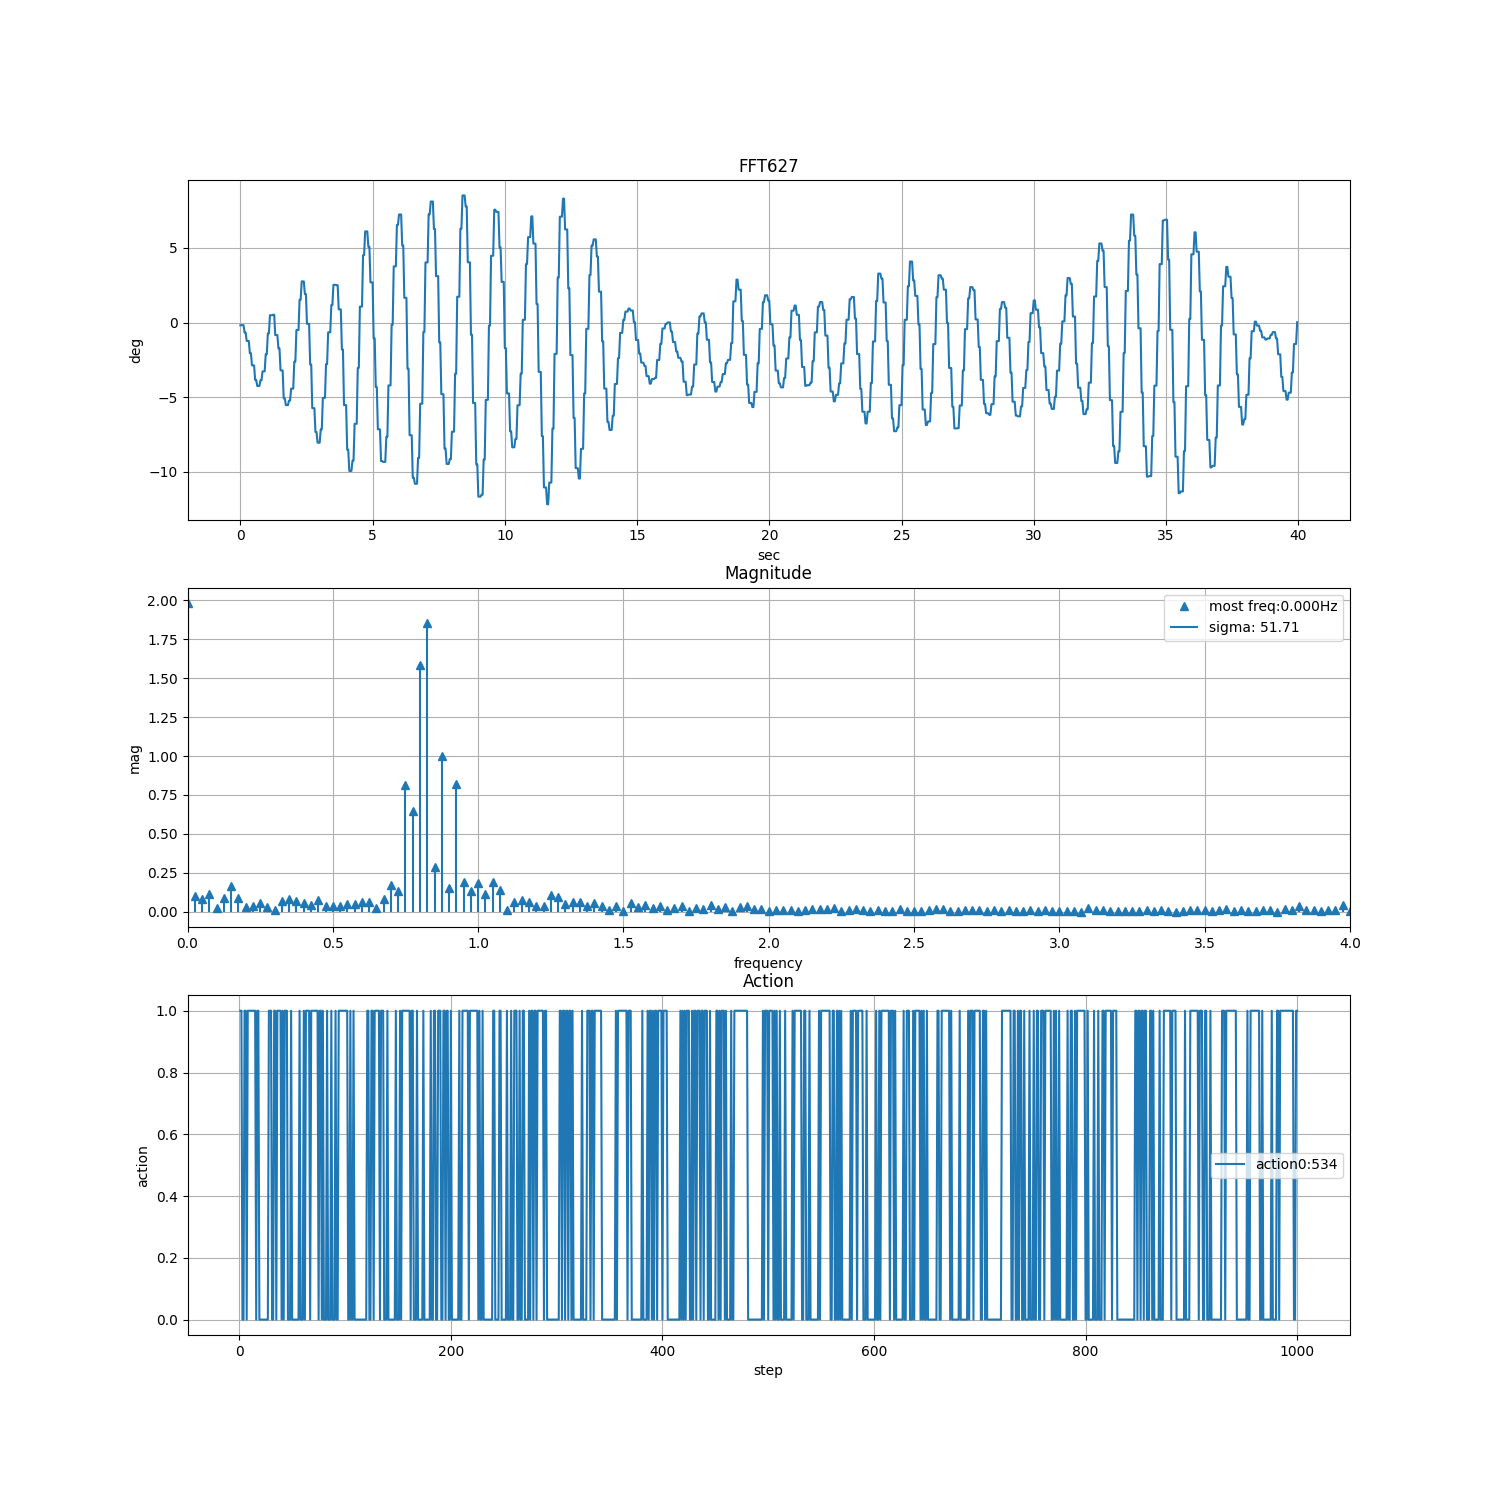 FFT627
deg
5
0
−5
−10
0 5 10 15 20 25 30 35 40
sec
Magnitude
mag
2.00
1.75
1.50
1.25
1.00
0.75
0.50
0.25
0.00
most freq:0.000Hz
sigma: 51.71
0.0 0.5 1.0 1.5 2.0 2.5 3.0 3.5 4.0
frequency
Action
action
1.0
0.8
0.6
0.4
0.2
0.0
action0:534
0 200 400 600 800 1000
step